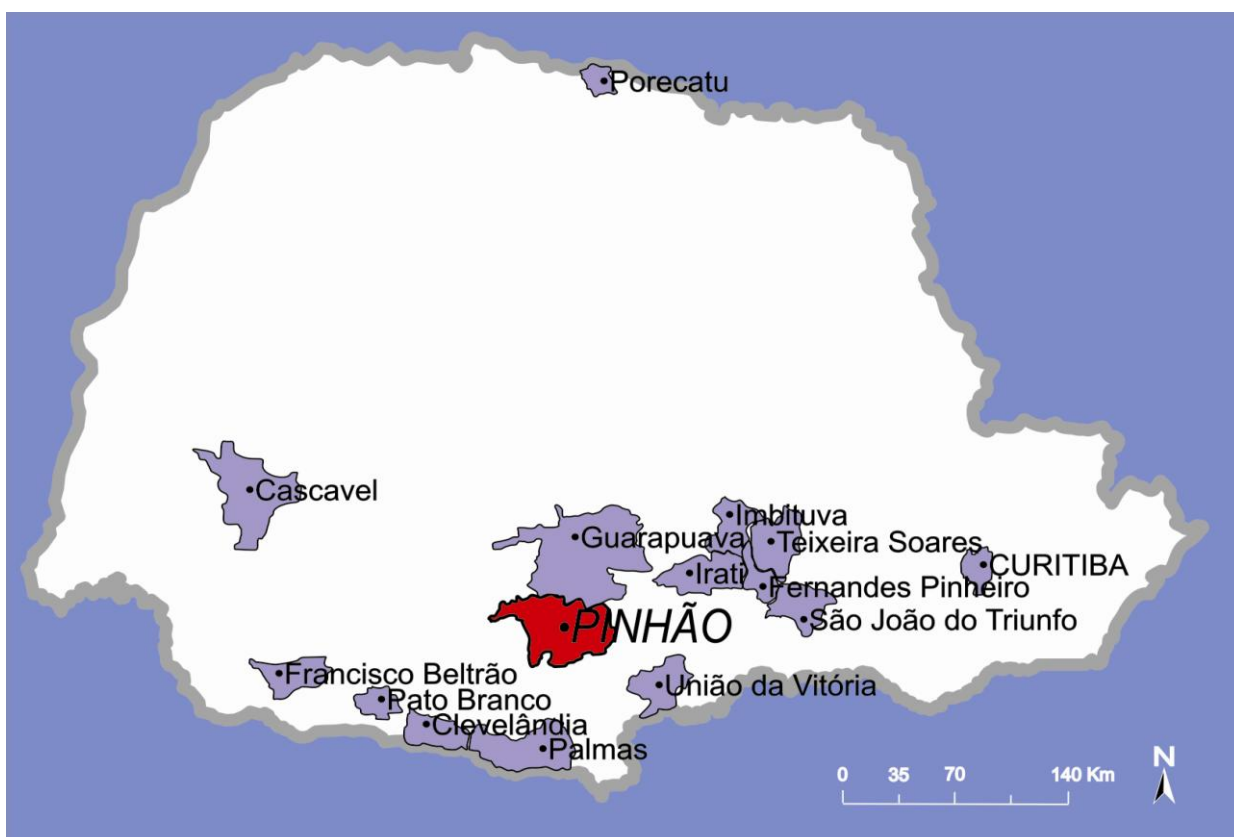 Porecatu
Cascavel
Imbituva
Guarapuava
Teixeira Soares
Irati
CURITIBA
Fernandes Pinheiro
São João do Triunfo
PINHÃO
Francisco Beltrão
União da Vitória
Pato Branco
Clevelândia
Palmas
N
0 35 70 140 Km